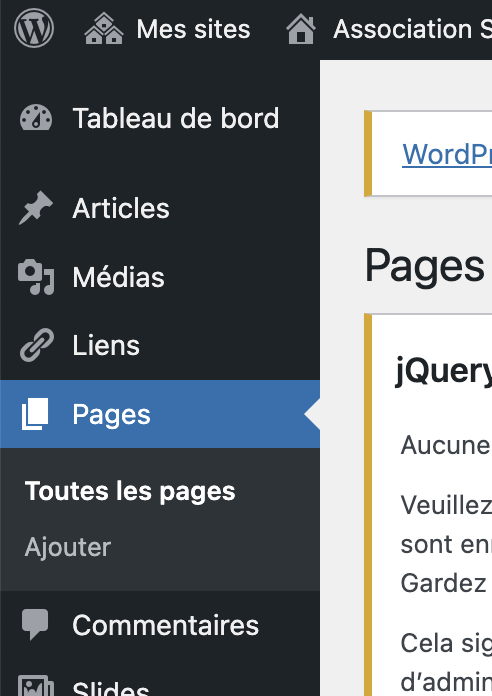 Mes sites
Association S
Tableau de bord
Articles
Médias
Liens
Pages
Toutes les pages
Ajouter
Commentaires
Slides
WordPr
Pages
jQuery
Aucune
Veuillez
sont enr
Gardez
Cela sig
d'admin